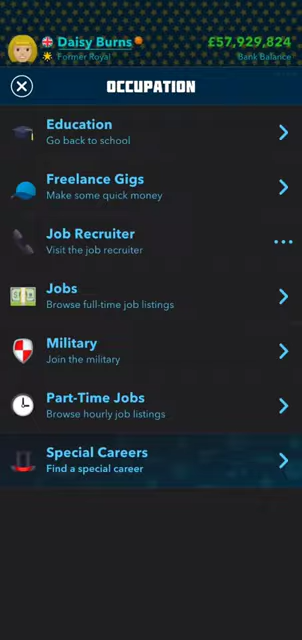 Daisy Burns
£57,929,824
Former Royal
Bank Balance
OCCUPATION
Education
Go back to school
Freelance Gigs
Make some quick money
Job Recruiter
Visit the job recruiter
Jobs
Browse full-time job listings
Military
Join the military
Part-Time Jobs
Browse hourly job listings
Special Careers
Find a special career